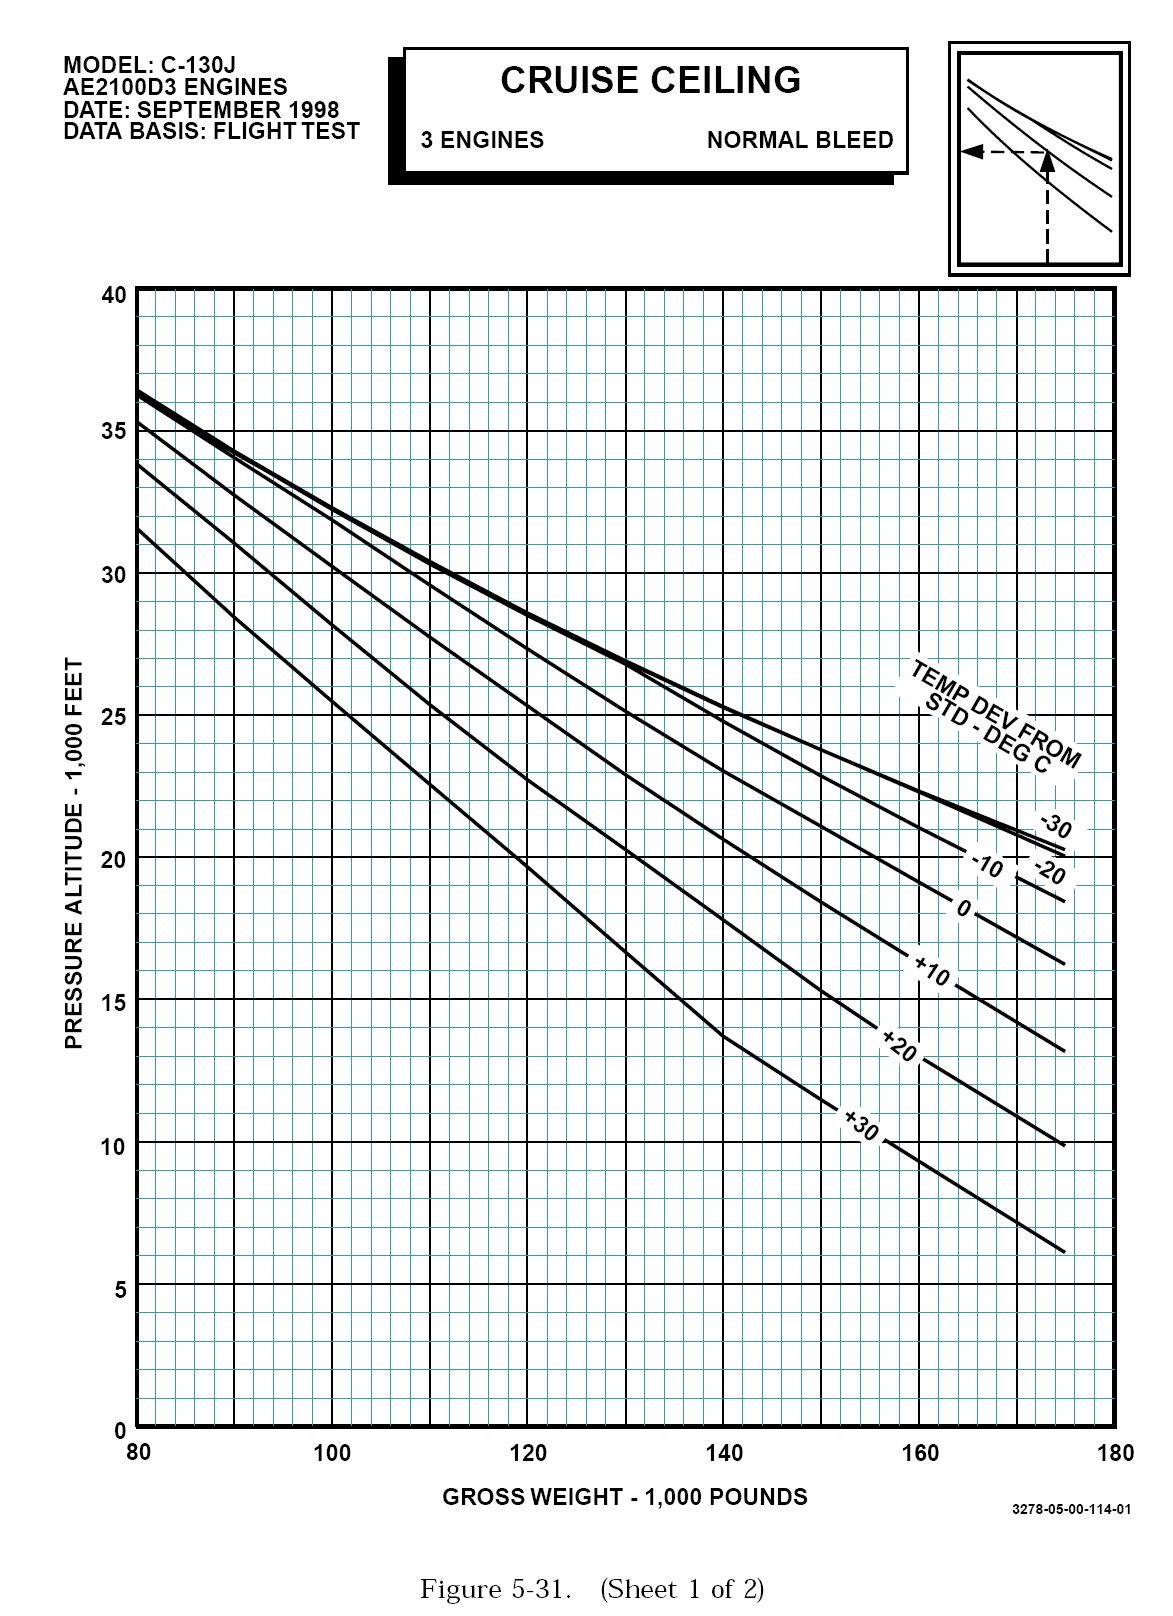 MODEL: C-130J
AE2100D3 ENGINES
DATE: SEPTEMBER 1998
DATA BASIS: FLIGHT TEST
CRUISE CEILING
3 ENGINES NORMAL BLEED
40
35
30
25
20
15
10
5
0
PRESSURE ALTITUDE - 1,000 FEET
TEMP DEV FROM
STD - DEG C
-30
-20
-10
0
+10
+20
+30
80 100 120 140 160 180
GROSS WEIGHT - 1,000 POUNDS
3278-05-00-114-01
Figure 5-31. (Sheet 1 of 2)